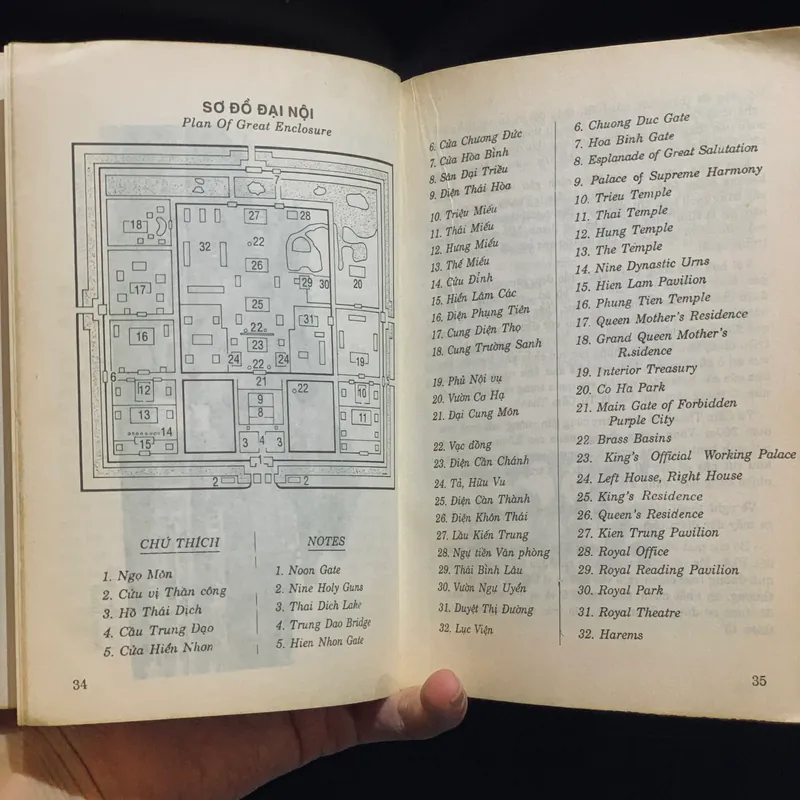 SƠ ĐỒ ĐẠI NỘI
Plan Of Great Enclosure
27
28
18
22
32
26
20
29
30
17
25
31
22
16
23
19
24
22
24
21
6
12
9
22
10
5
13
8
11
14
3
4
3
15
2
1
2
CHÚ THÍCH
NOTES
1. Ngọ Môn
2. Cửu vị Thần công
3. Hồ Thái Dịch
4. Cầu Trung Đạo
5. Cửa Hiển Nhơn
1. Noon Gate
2. Nine Holy Guns
3. Thai Dich Lake
4. Trung Dao Bridge
5. Hien Nhon Gate
34
6. Cửa Chương Đức
7. Cửa Hòa Bình
8. Sân Đại Triều
9. Điện Thái Hòa
10. Triệu Miếu
11. Thái Miếu
12. Hưng Miếu
13. Thế Miếu
14. Cửu Đỉnh
15. Hiển Lâm Các
16. Điện Phụng Tiên
17. Cung Diện Thọ
18. Cung Trường Sanh
19. Phủ Nội vụ
20. Vườn Cơ Hạ
21. Đại Cung Môn
22. Vạc đồng
23. Điện Cần Chánh
24. Tả, Hữu Vu
25. Điện Càn Thành
26. Điện Khôn Thái
27. Lầu Kiến Trung
28. Ngự tiền Văn phòng
29. Thái Bình Lâu
30. Vườn Ngự Uyển
31. Duyệt Thị Đường
32. Lục Viện
6. Chuong Duc Gate
7. Hoa Binh Gate
8. Esplanade of Great Salutation
9. Palace of Supreme Harmony
10. Trieu Temple
11. Thai Temple
12. Hung Temple
13. The Temple
14. Nine Dynastic Urns
15. Hien Lam Pavilion
16. Phung Tien Temple
17. Queen Mother's Residence
18. Grand Queen Mother's
Residence
19. Interior Treasury
20. Co Ha Park
21. Main Gate of Forbidden
Purple City
22. Brass Basins
23. King's Official Working Palace
24. Left House, Right House
25. King's Residence
26. Queen's Residence
27. Kien Trung Pavilion
28. Royal Office
29. Royal Reading Pavilion
30. Royal Park
31. Royal Theatre
32. Harems
35